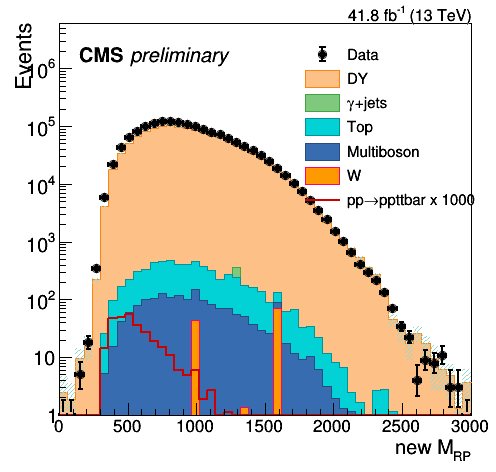 41.8 fb⁻¹ (13 TeV)
Events
CMS preliminary
Data
DY
γ+jets
Top
Multiboson
W
pp→ppttbar x 1000
10⁶
10⁵
10⁴
10³
10²
10
1
0 500 1000 1500 2000 2500 3000
new M_RP